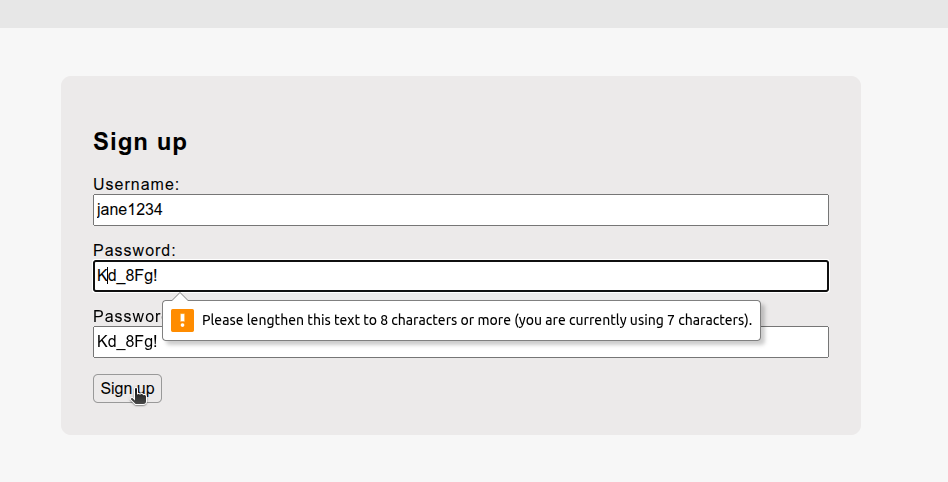 Sign up
Username:
jane1234
Password:
Kd_8Fg!
Please lengthen this text to 8 characters or more (you are currently using 7 characters).
Kd_8Fg!
Sign up